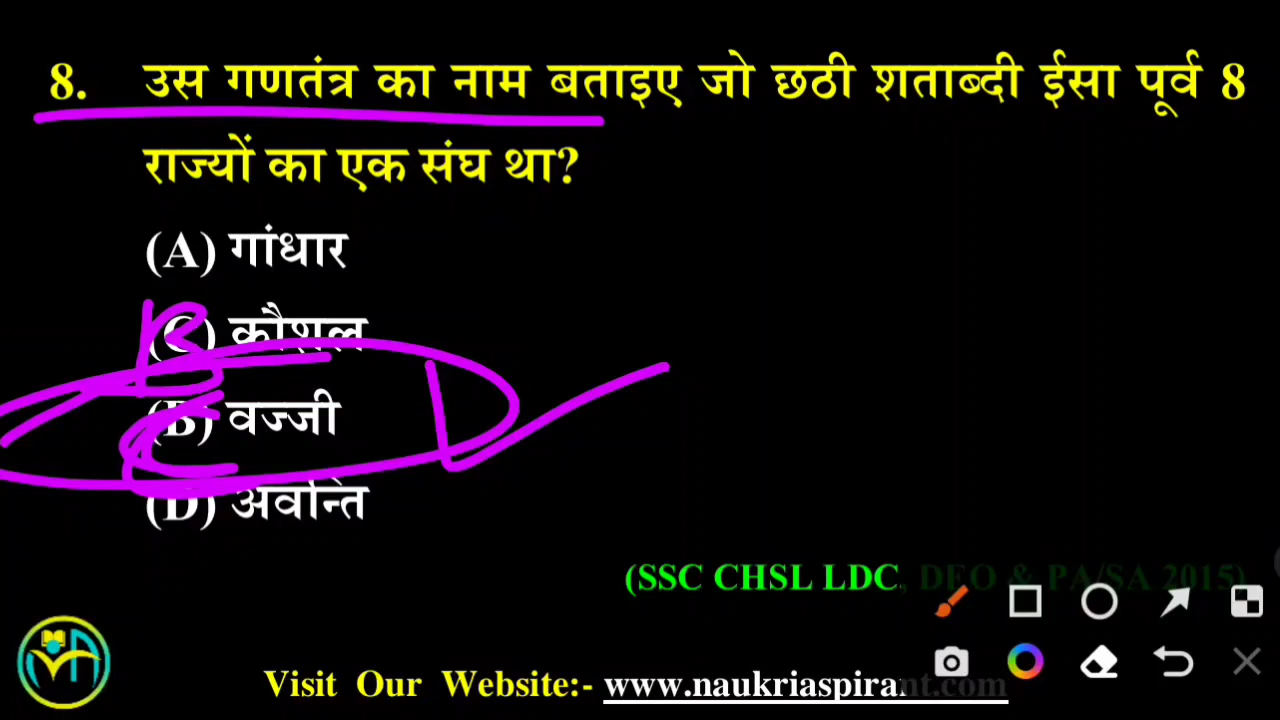 8. उस गणतंत्र का नाम बताइए जो छठी शताब्दी ईसा पूर्व 8
राज्यों का एक संघ था?
(A) गांधार
(C) कौशल
B
(B) वज्जी
C
(D) अवन्ति
(SSC CHSL LDC, DEO & PA/SA 2015)
Visit Our Website:- www.naukriaspirant.com